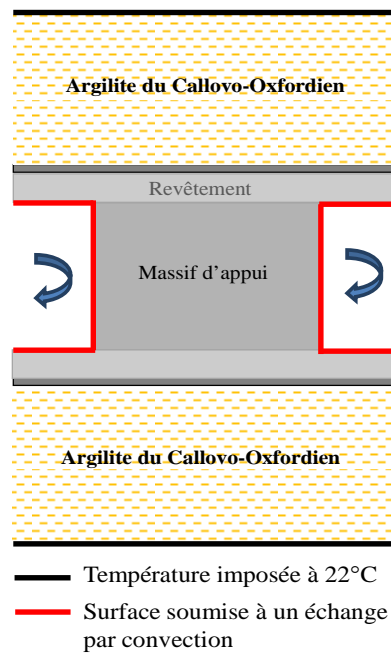 Argilite du Callovo-Oxfordien
Revêtement
Massif d’appui
Argilite du Callovo-Oxfordien
Température imposée à 22°C
Surface soumise à un échange
par convection